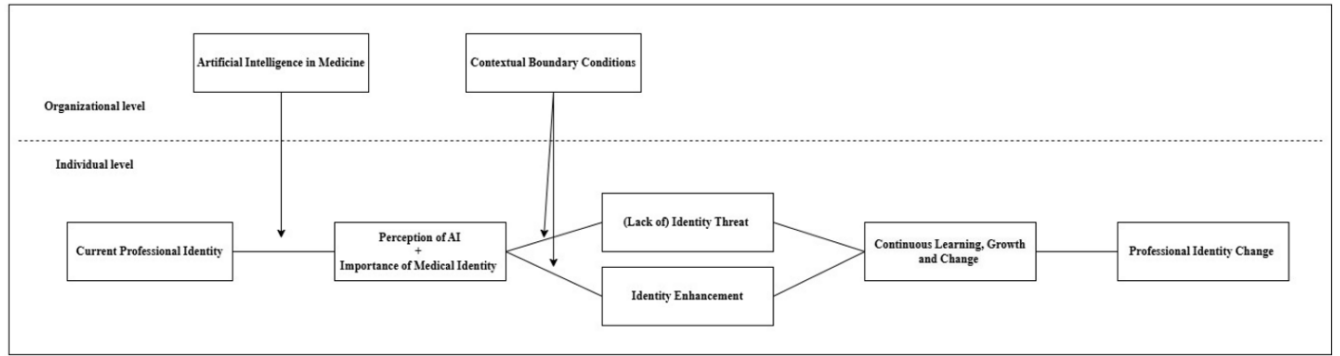 Artificial Intelligence in Medicine
Contextual Boundary Conditions
Organizational level
Individual level
Current Professional Identity
Perception of AI
+
Importance of Medical Identity
(Lack of) Identity Threat
Identity Enhancement
Continuous Learning, Growth
and Change
Professional Identity Change